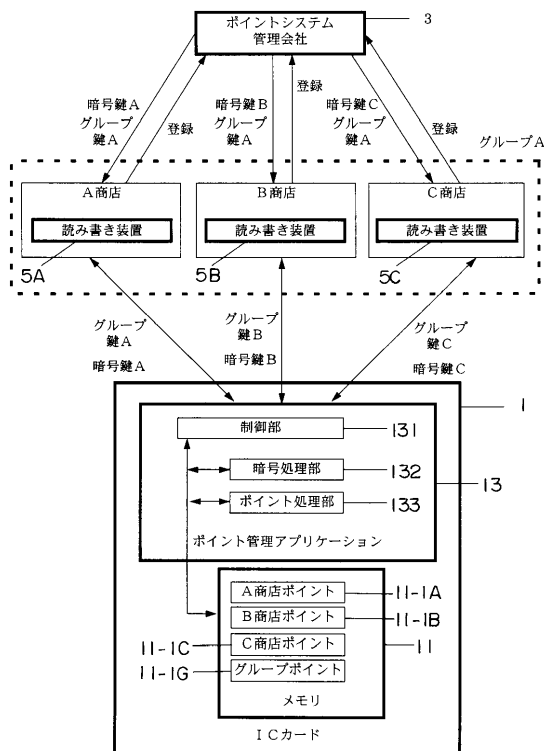 ポイントシステム
管理会社
3
暗号鍵A
グループ
鍵A
登録
暗号鍵B
グループ
鍵A
登録
暗号鍵C
グループ
鍵A
登録
グループA
A商店
読み書き装置
5A
B商店
読み書き装置
5B
C商店
読み書き装置
5C
グループ
鍵A
暗号鍵A
グループ
鍵B
暗号鍵B
グループ
鍵C
暗号鍵C
1
制御部
131
暗号処理部
132
13
ポイント処理部
133
ポイント管理アプリケーション
A商店ポイント
11-1A
B商店ポイント
11-1B
11-1C
C商店ポイント
11
11-1G
グループポイント
メモリ
ICカード